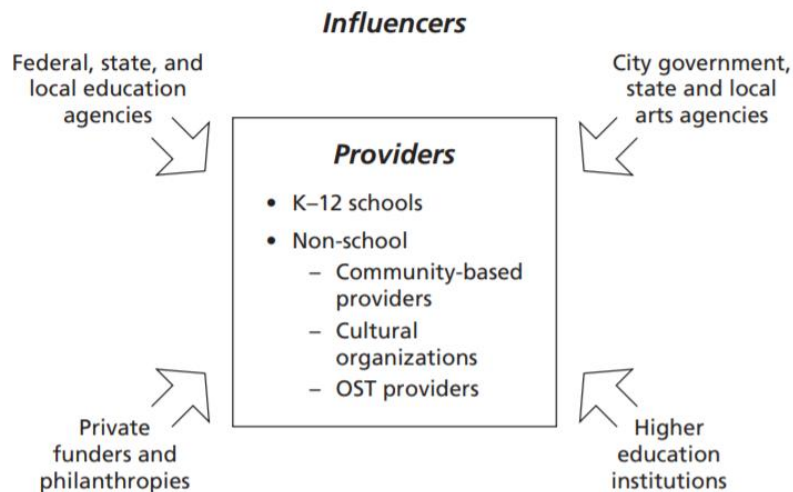 Influencers
Federal, state, and
local education
agencies
City government,
state and local
arts agencies
Providers
• K–12 schools
• Non-school
– Community-based
providers
– Cultural
organizations
– OST providers
Private
funders and
philanthropies
Higher
education
institutions